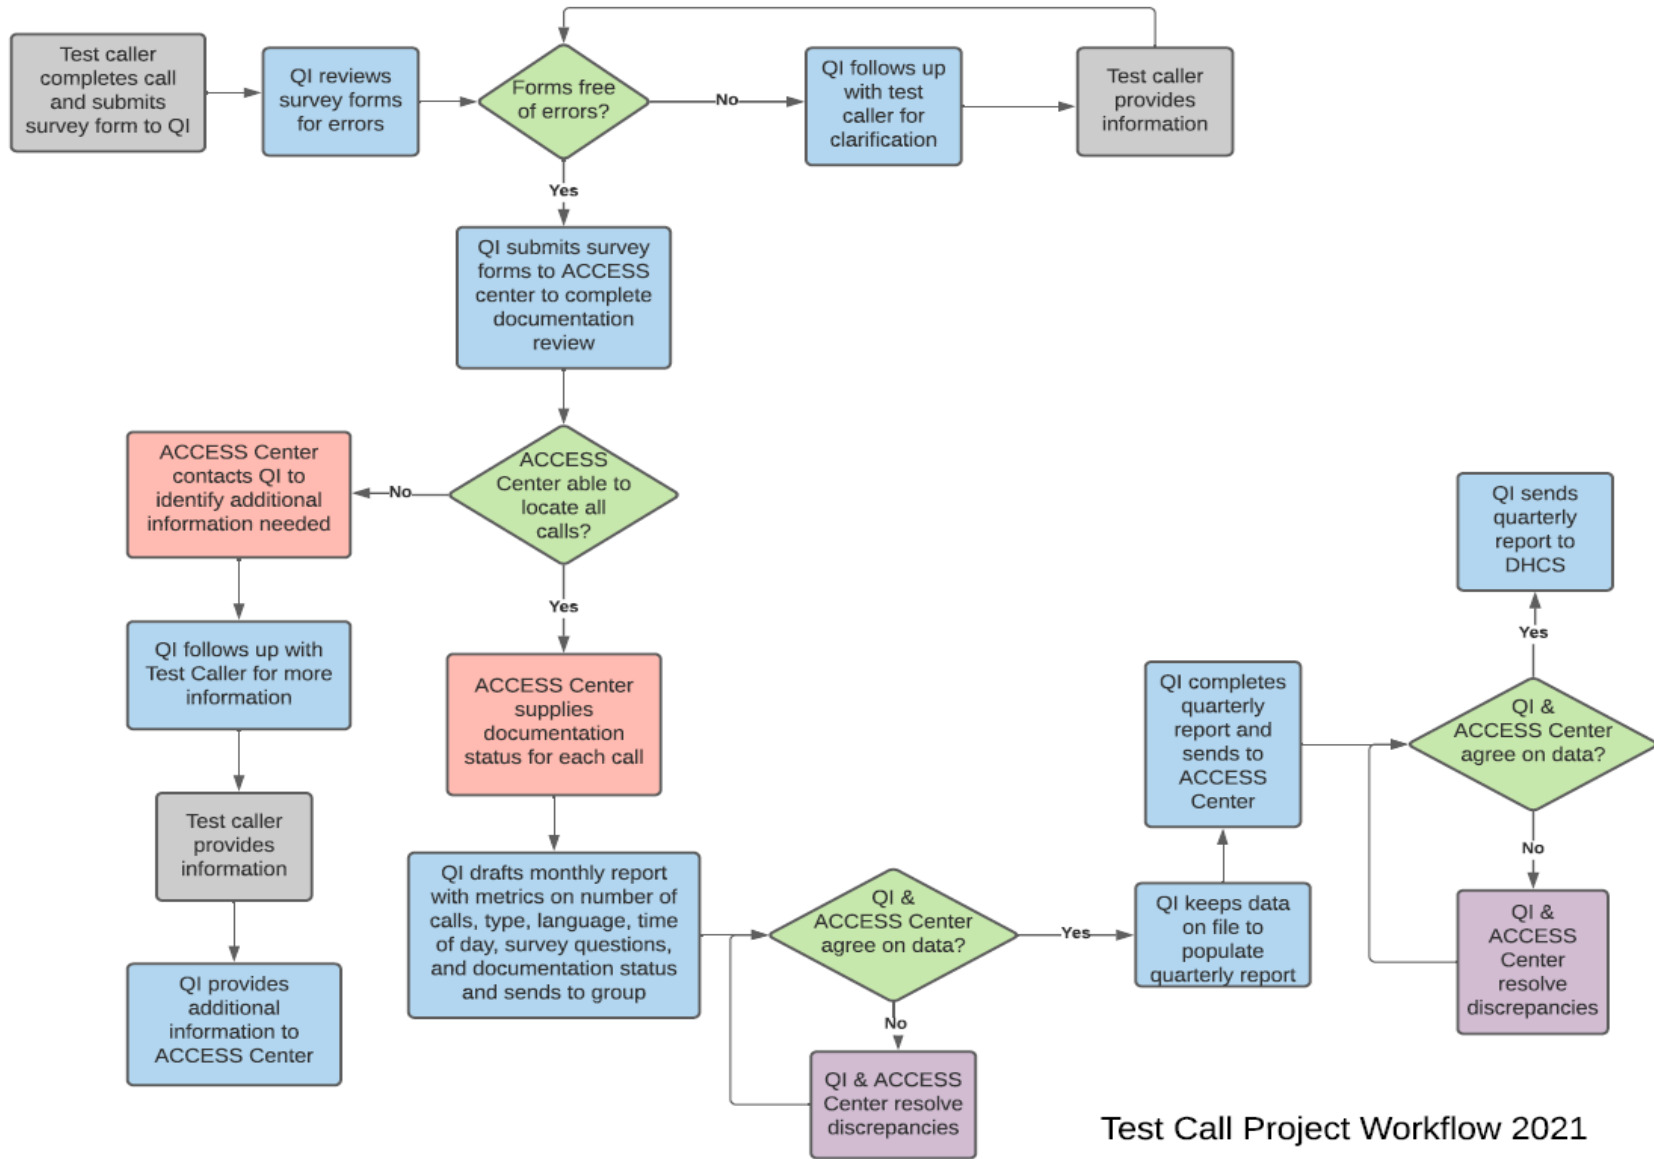 Test caller
completes call
and submits
survey form to QI
QI reviews
survey forms
for errors
Forms free
of errors?
No
QI follows up
with test
caller for
clarification
Test caller
provides
information
Yes
QI submits survey
forms to ACCESS
center to complete
documentation
review
ACCESS
Center able to
locate all
calls?
No
ACCESS Center
contacts QI to
identify additional
information needed
QI follows up with
Test Caller for more
information
Test caller
provides
information
QI provides
additional
information to
ACCESS Center
Yes
ACCESS Center
supplies
documentation
status for each call
QI drafts monthly report
with metrics on number of
calls, type, language, time
of day, survey questions,
and documentation status
and sends to group
QI &
ACCESS Center
agree on data?
No
QI & ACCESS
Center resolve
discrepancies
Yes
QI keeps data
on file to
populate
quarterly report
QI completes
quarterly
report and
sends to
ACCESS
Center
QI &
ACCESS Center
agree on data?
Yes
QI sends
quarterly
report to
DHCS
No
QI &
ACCESS
Center
resolve
discrepancies
Test Call Project Workflow 2021